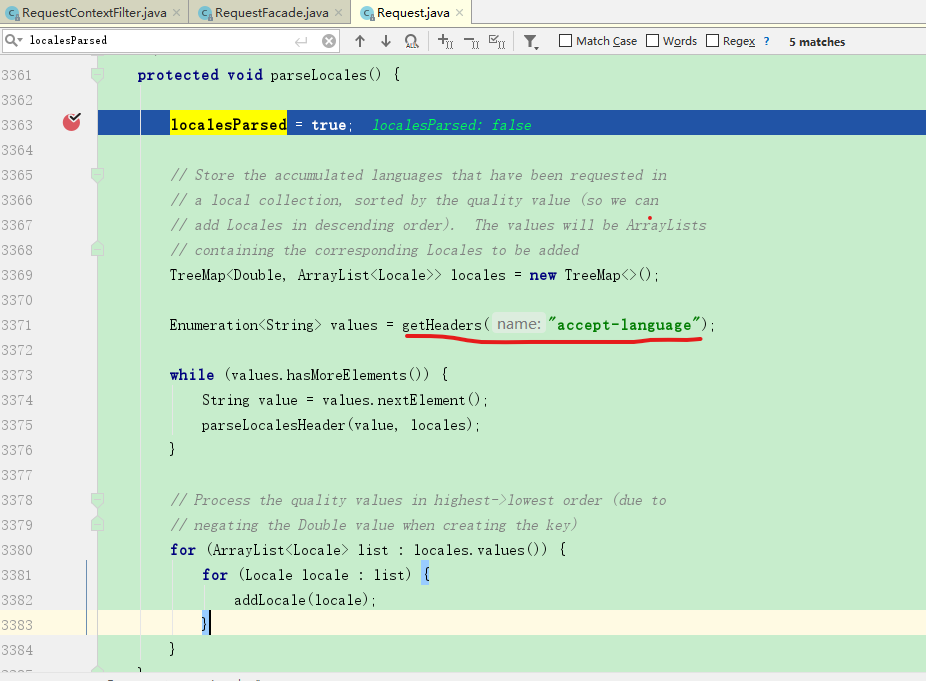 RequestContextFilter.java RequestFacade.java Request.java
localesParsed Match Case Words Regex ? 5 matches
3361 protected void parseLocales() {
3362
3363 localesParsed = true; localesParsed: false
3364
3365 // Store the accumulated languages that have been requested in
3366 // a local collection, sorted by the quality value (so we can
3367 // add Locales in descending order). The values will be ArrayLists
3368 // containing the corresponding Locales to be added
3369 TreeMap<Double, ArrayList<Locale>> locales = new TreeMap<>();
3370
3371 Enumeration<String> values = getHeaders( name: "accept-language");
3372
3373 while (values.hasMoreElements()) {
3374 String value = values.nextElement();
3375 parseLocalesHeader(value, locales);
3376 }
3377
3378 // Process the quality values in highest->lowest order (due to
3379 // negating the Double value when creating the key)
3380 for (ArrayList<Locale> list : locales.values()) {
3381 for (Locale locale : list) {
3382 addLocale(locale);
3383 }
3384 }